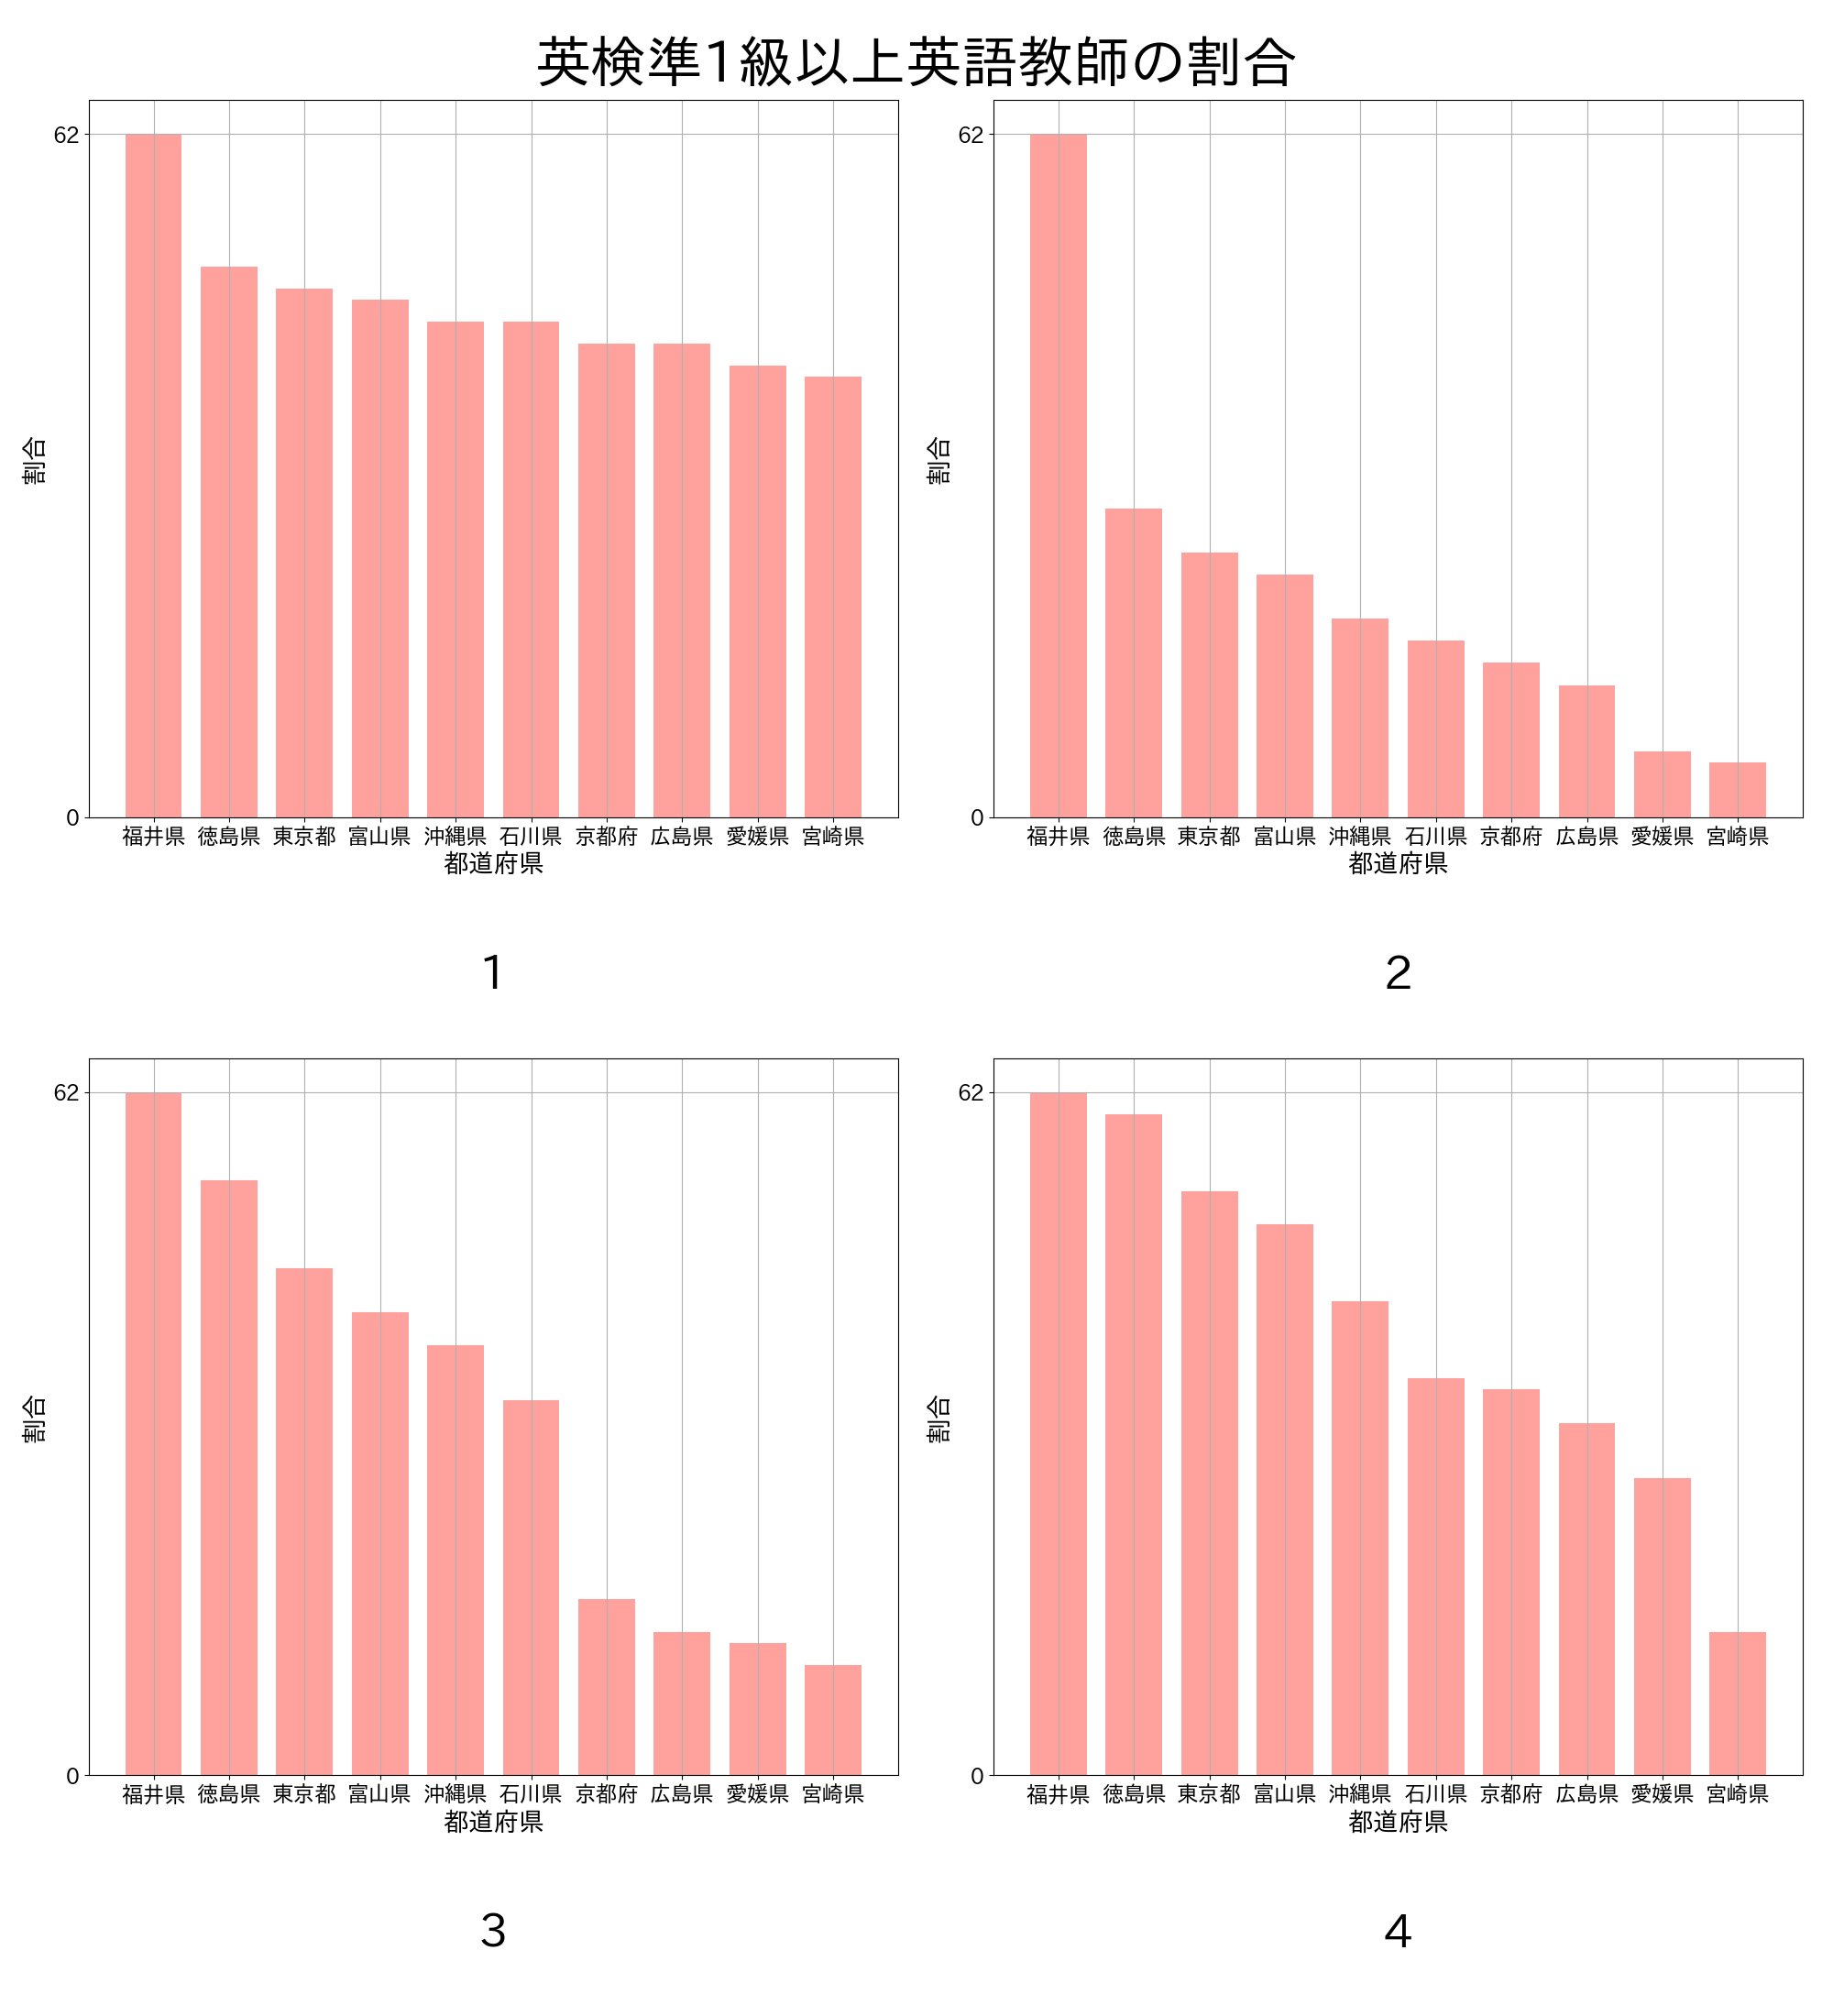 英検準1級以上英語教師の割合
62
0
割合
福井県 徳島県 東京都 富山県 沖縄県 石川県 京都府 広島県 愛媛県 宮崎県
都道府県
1
62
0
割合
福井県 徳島県 東京都 富山県 沖縄県 石川県 京都府 広島県 愛媛県 宮崎県
都道府県
2
62
0
割合
福井県 徳島県 東京都 富山県 沖縄県 石川県 京都府 広島県 愛媛県 宮崎県
都道府県
3
62
0
割合
福井県 徳島県 東京都 富山県 沖縄県 石川県 京都府 広島県 愛媛県 宮崎県
都道府県
4